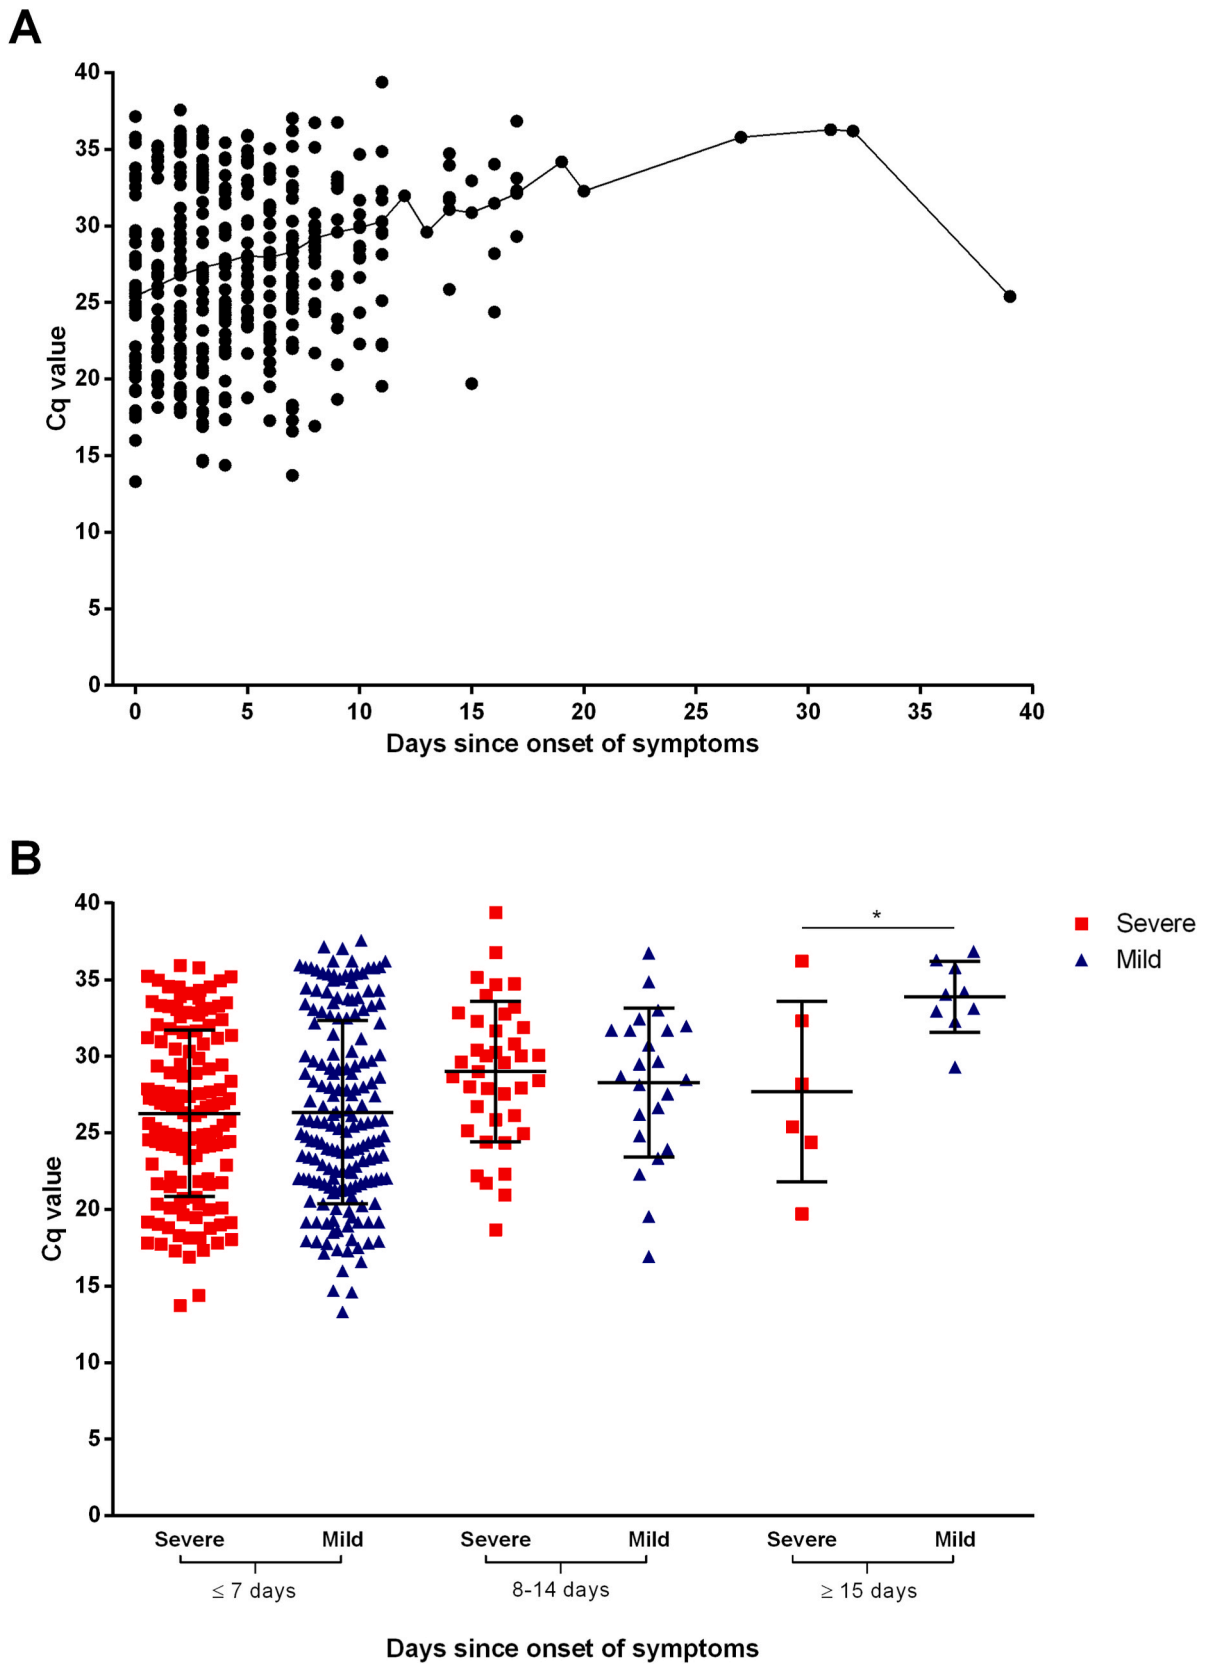 A
40
35
30
25
20
15
10
5
0
Cq value
0 5 10 15 20 25 30 35 40
Days since onset of symptoms
B
40
35
30
25
20
15
10
5
0
Cq value
*
Severe
Mild
Severe Mild Severe Mild Severe Mild
≤ 7 days 8-14 days ≥ 15 days
Days since onset of symptoms